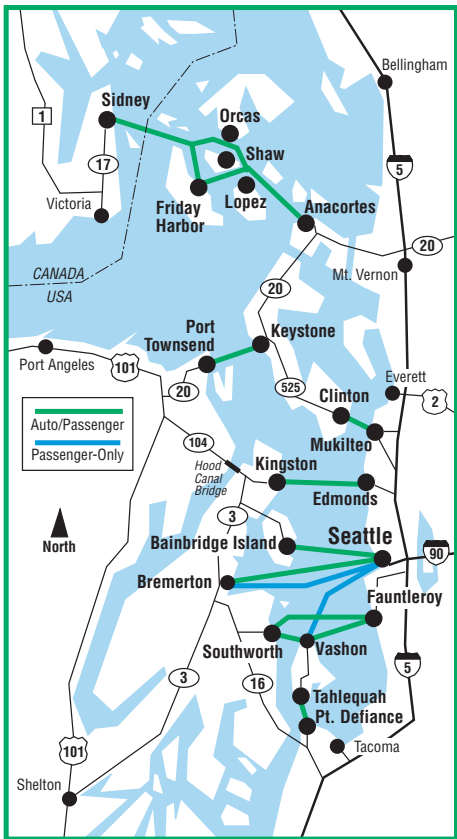 Bellingham
Sidney
Orcas
1
Shaw
5
17
Victoria
Friday
Harbor
Lopez
Anacortes
20
CANADA
USA
Mt. Vernon
20
Port
Townsend
Keystone
Port Angeles
101
20
525
Everett
2
Clinton
Mukilteo
Auto/Passenger
Passenger-Only
104
Hood
Canal
Bridge
Kingston
Edmonds
North
3
Bainbridge Island
Seattle
90
Bremerton
Fauntleroy
Southworth
Vashon
5
3
16
Tahlequah
Pt. Defiance
101
Tacoma
Shelton